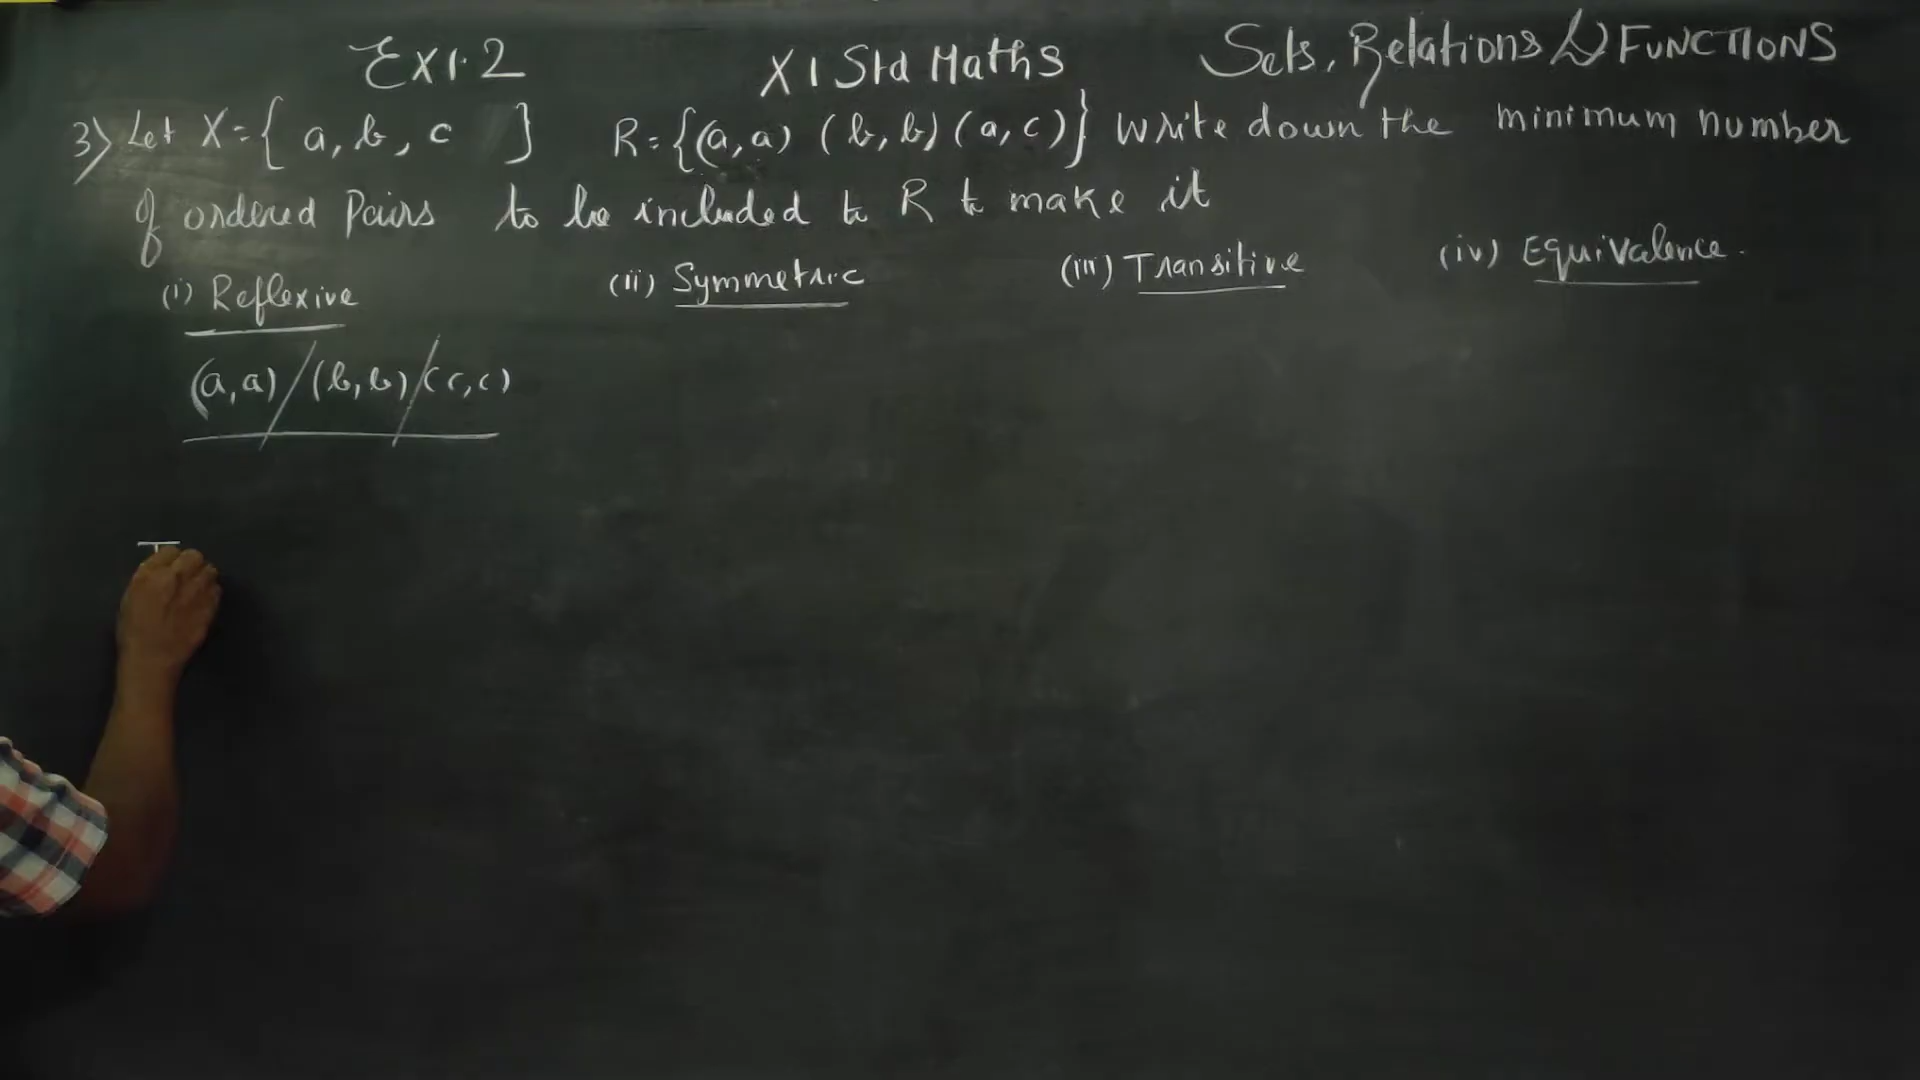 Ex1.2 XI Std Maths Sets, Relations & FUNCTIONS
3) Let X = { a, b, c } R = {(a,a) (b,b) (a,c)} Write down the minimum number
of ordered Pairs to be included to R to make it
(i) Reflexive (ii) Symmetric (iii) Transitive (iv) Equivalence.
(a,a) / (b,b) / (c,c)
T